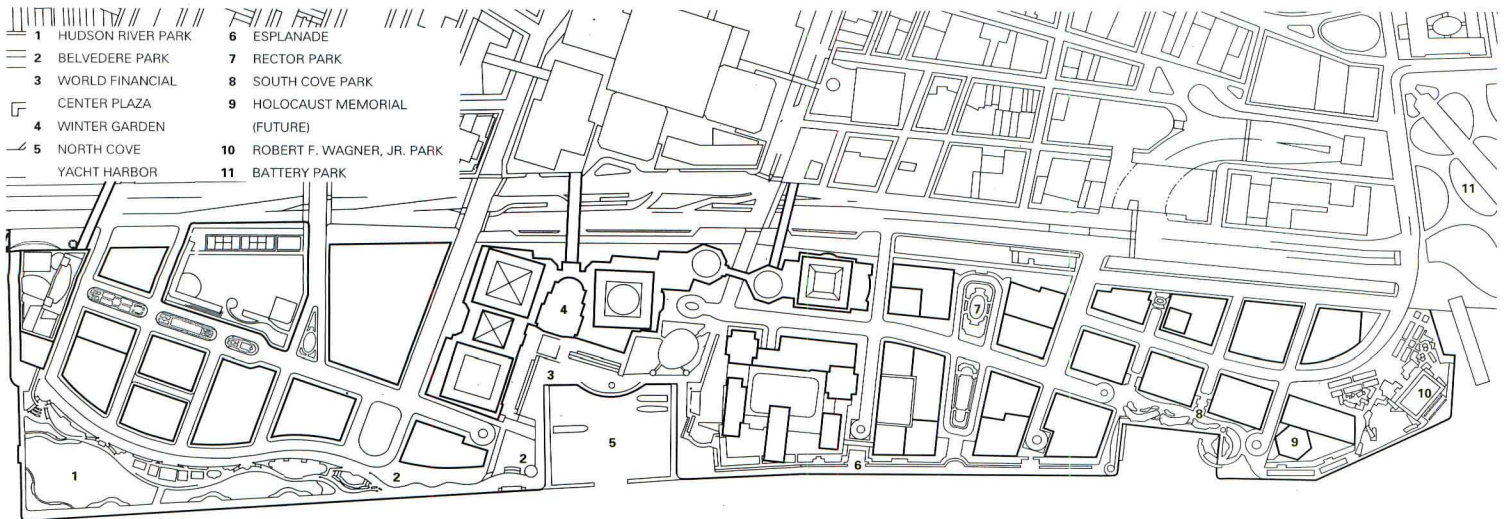 1 HUDSON RIVER PARK
2 BELVEDERE PARK
3 WORLD FINANCIAL
CENTER PLAZA
4 WINTER GARDEN
5 NORTH COVE
YACHT HARBOR
6 ESPLANADE
7 RECTOR PARK
8 SOUTH COVE PARK
9 HOLOCAUST MEMORIAL
(FUTURE)
10 ROBERT F. WAGNER, JR. PARK
11 BATTERY PARK
11
4
7
3
10
8
5
9
2
6
1
2